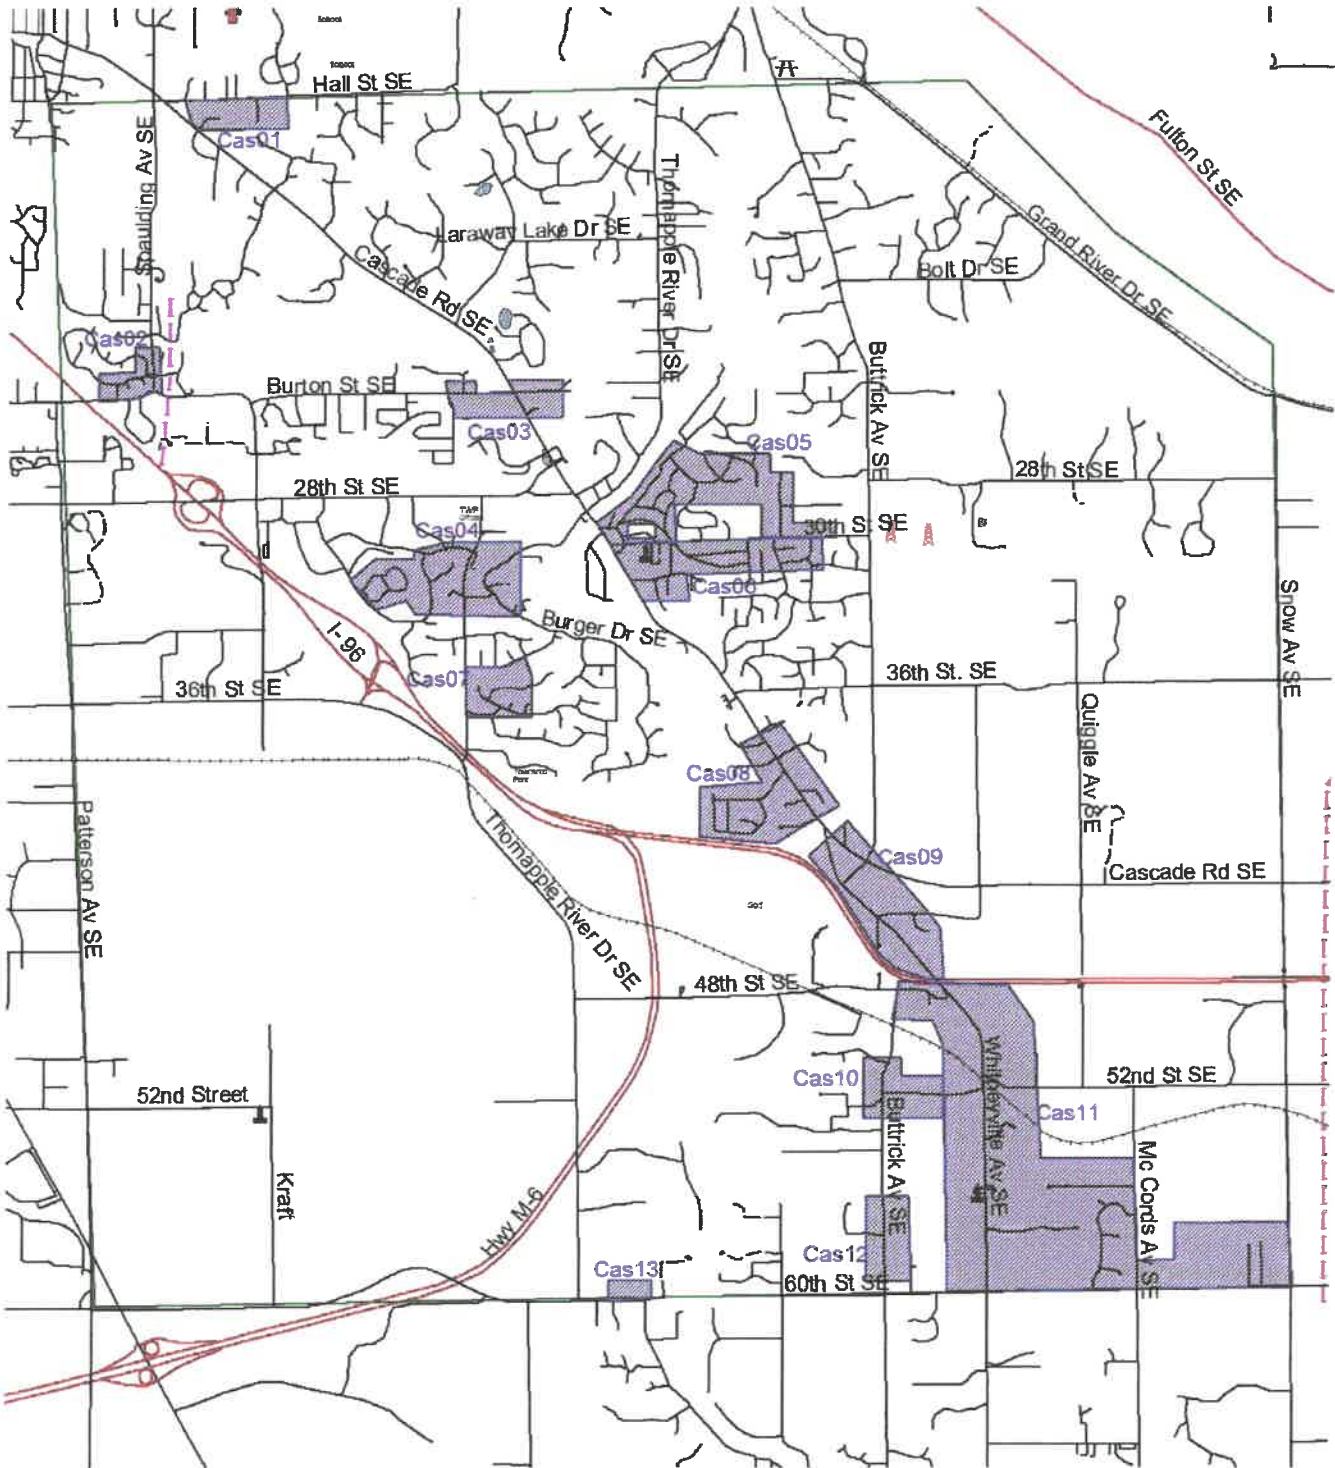 School
Hall St SE
Cas01
Spaulding Av SE
Fulton St SE
Thornapple River Dr SE
Laraway Lake Dr SE
Grand River Dr SE
Cascade Rd SE
Bolt Dr SE
Cas02
Buttrick Av SE
Burton St SE
Cas03
Cas05
28th St SE
28th St SE
Cas04
30th St SE
Cas06
Snow Av SE
Burger Dr SE
I-96
36th St. SE
Cas07
36th St SE
Quiggle Av SE
Cas08
Patterson Av SE
Thornapple River Dr SE
Cas09
Cascade Rd SE
48th St SE
Whitneyville Av SE
Cas10
52nd St SE
52nd Street
Buttrick Av SE
Cas11
Mc Cords Av SE
Kraft
Hwy M-6
Cas12
Cas13
60th St SE